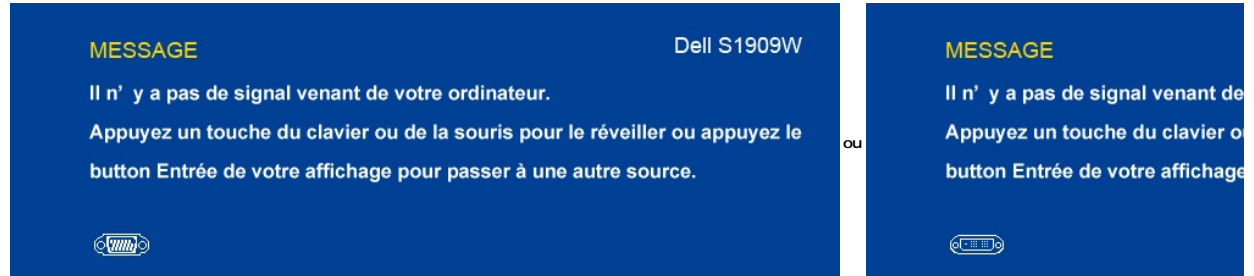 MESSAGE
Dell S1909W
Il n' y a pas de signal venant de votre ordinateur.
Appuyez un touche du clavier ou de la souris pour le réveiller ou appuyez le
button Entrée de votre affichage pour passer à une autre source.
ou
MESSAGE
Il n' y a pas de signal venant de
Appuyez un touche du clavier ou
button Entrée de votre affichage